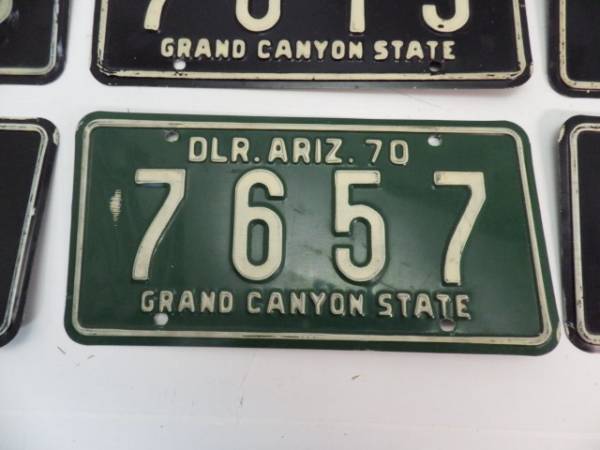 GRAND CANYON STATE
DLR. ARIZ. 70
7657
GRAND CANYON STATE